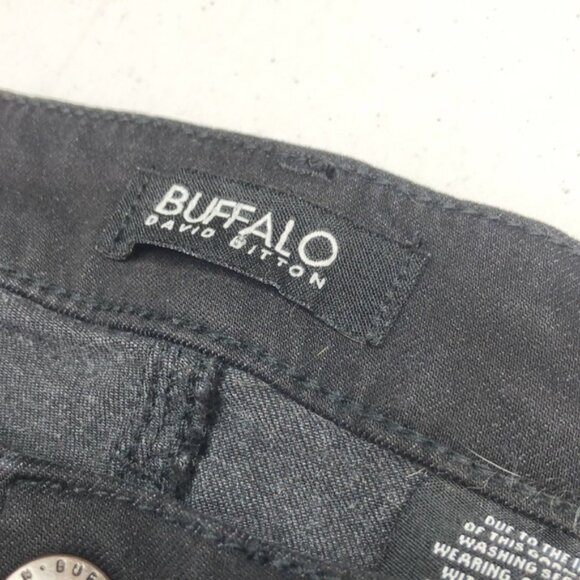 BUFFALO
DAVID BITTON
DUE TO THE
OF THIS
WASHING
WEARING